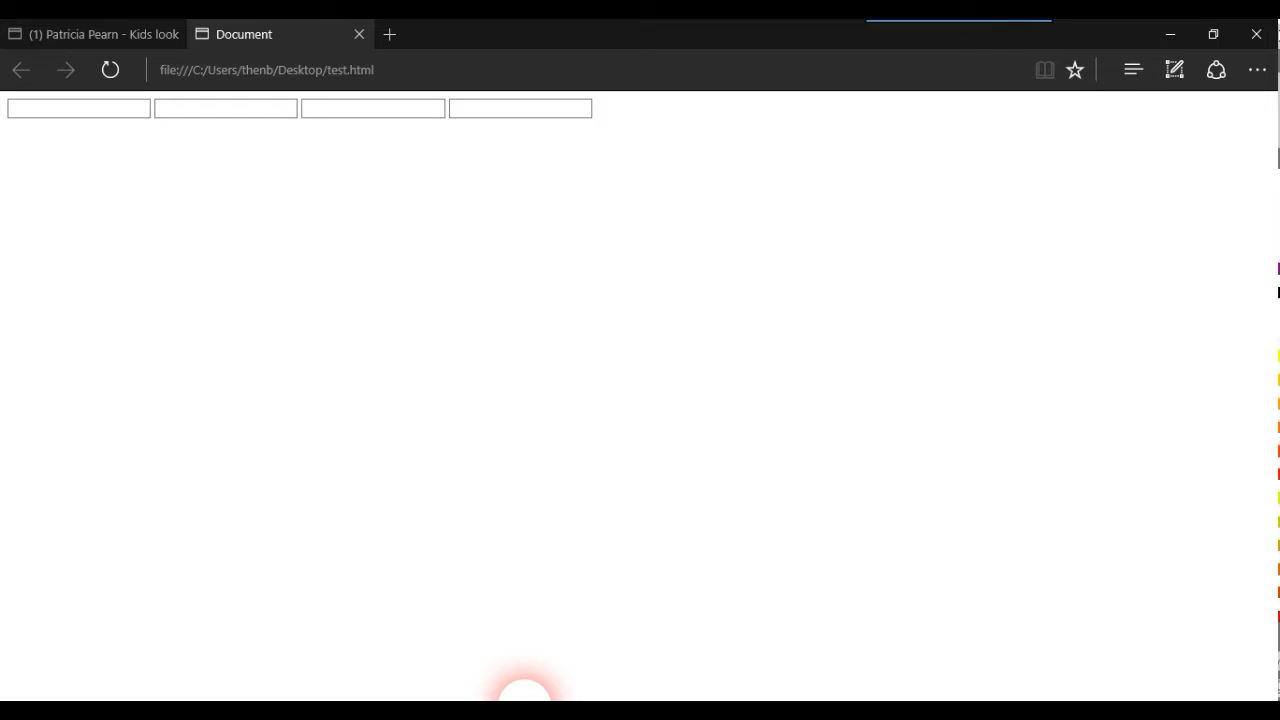 (1) Patricia Pearn - Kids look
Document
file:///C:/Users/thenb/Desktop/test.html